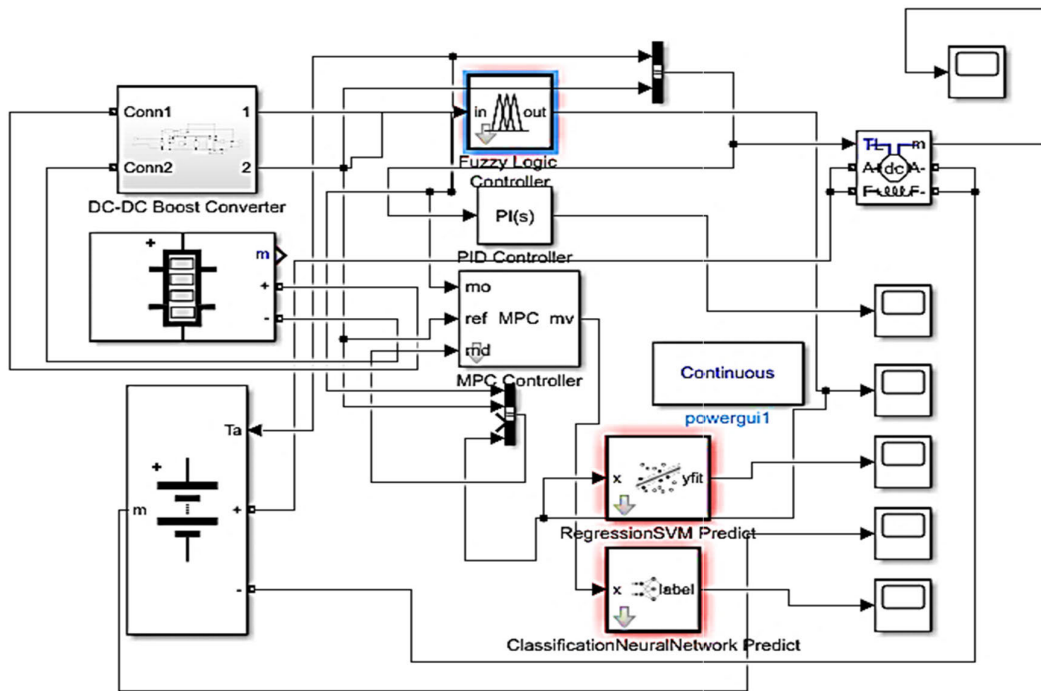 Conn1
1
Conn2
2
DC-DC Boost Converter
in
out
Fuzzy Logic
Controller
PI(s)
PID Controller
TL
m
A
dc
A-
F
F-
+
m
+
-
mo
ref
MPC
mv
md
MPC Controller
Continuous
powergui1
Ta
+
m
+
-
x
yfit
RegressionSVM Predict
x
label
ClassificationNeuralNetwork Predict